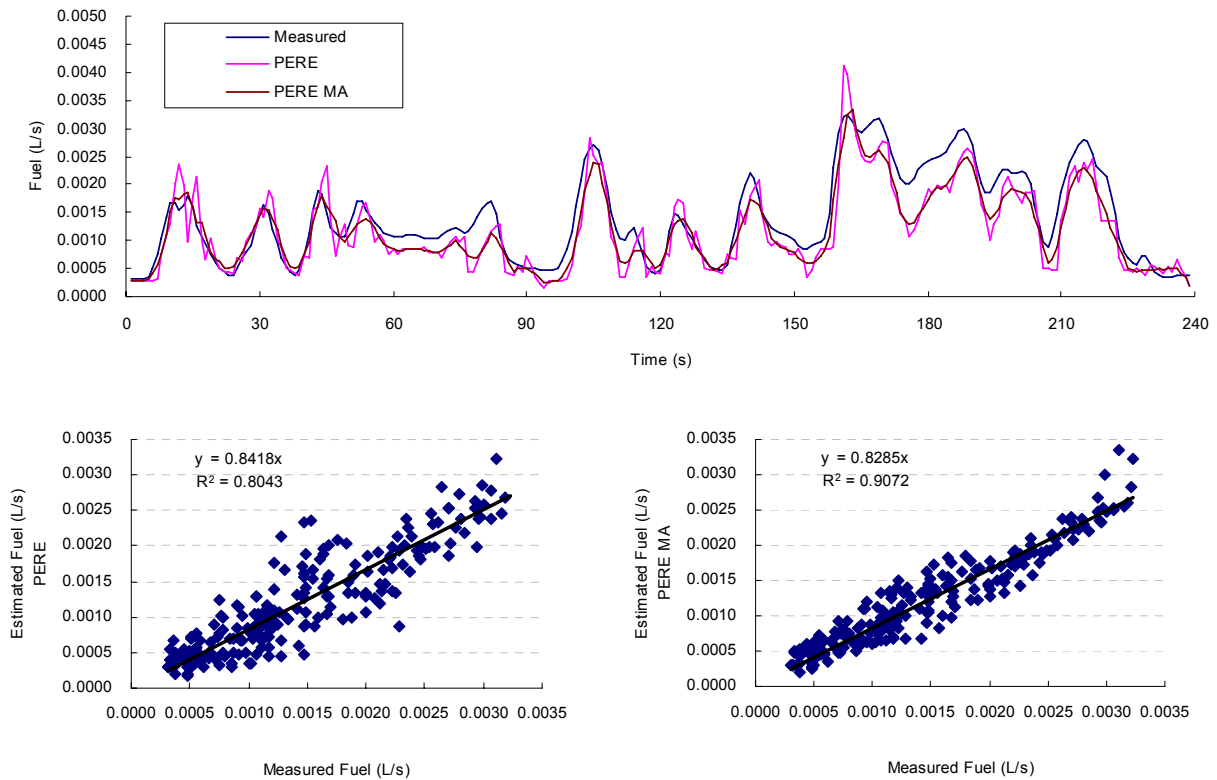 0.0050
0.0045
0.0040
0.0035
0.0030
0.0025
0.0020
0.0015
0.0010
0.0005
0.0000
Fuel (L/s)
Measured
PERE
PERE MA
0 30 60 90 120 150 180 210 240
Time (s)
0.0035
0.0030
0.0025
0.0020
0.0015
0.0010
0.0005
0.0000
Estimated Fuel (L/s)
PERE
y = 0.8418x
R² = 0.8043
0.0000 0.0005 0.0010 0.0015 0.0020 0.0025 0.0030 0.0035
Measured Fuel (L/s)
0.0035
0.0030
0.0025
0.0020
0.0015
0.0010
0.0005
0.0000
Estimated Fuel (L/s)
PERE MA
y = 0.8285x
R² = 0.9072
0.0000 0.0005 0.0010 0.0015 0.0020 0.0025 0.0030 0.0035
Measured Fuel (L/s)